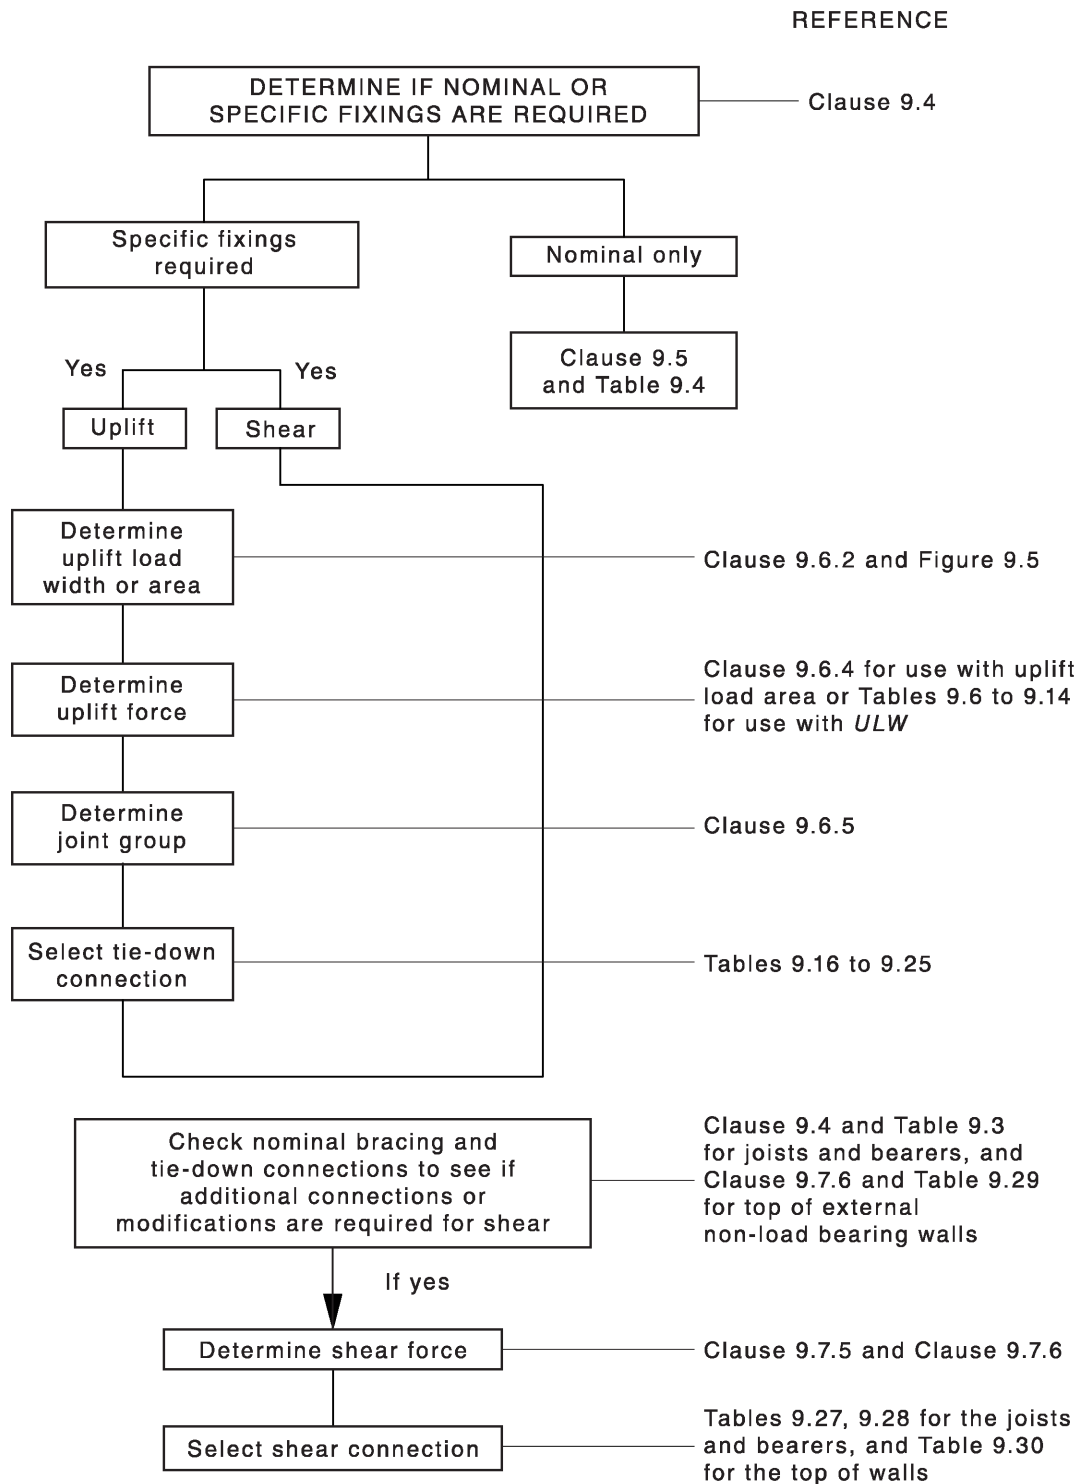 REFERENCE
DETERMINE IF NOMINAL OR
SPECIFIC FIXINGS ARE REQUIRED
Clause 9.4
Specific fixings
required
Nominal only
Clause 9.5
and Table 9.4
Yes
Yes
Uplift
Shear
Determine
uplift load
width or area
Clause 9.6.2 and Figure 9.5
Determine
uplift force
Clause 9.6.4 for use with uplift
load area or Tables 9.6 to 9.14
for use with ULW
Determine
joint group
Clause 9.6.5
Select tie-down
connection
Tables 9.16 to 9.25
Check nominal bracing and
tie-down connections to see if
additional connections or
modifications are required for shear
Clause 9.4 and Table 9.3
for joists and bearers, and
Clause 9.7.6 and Table 9.29
for top of external
non-load bearing walls
If yes
Determine shear force
Clause 9.7.5 and Clause 9.7.6
Select shear connection
Tables 9.27, 9.28 for the joists
and bearers, and Table 9.30
for the top of walls